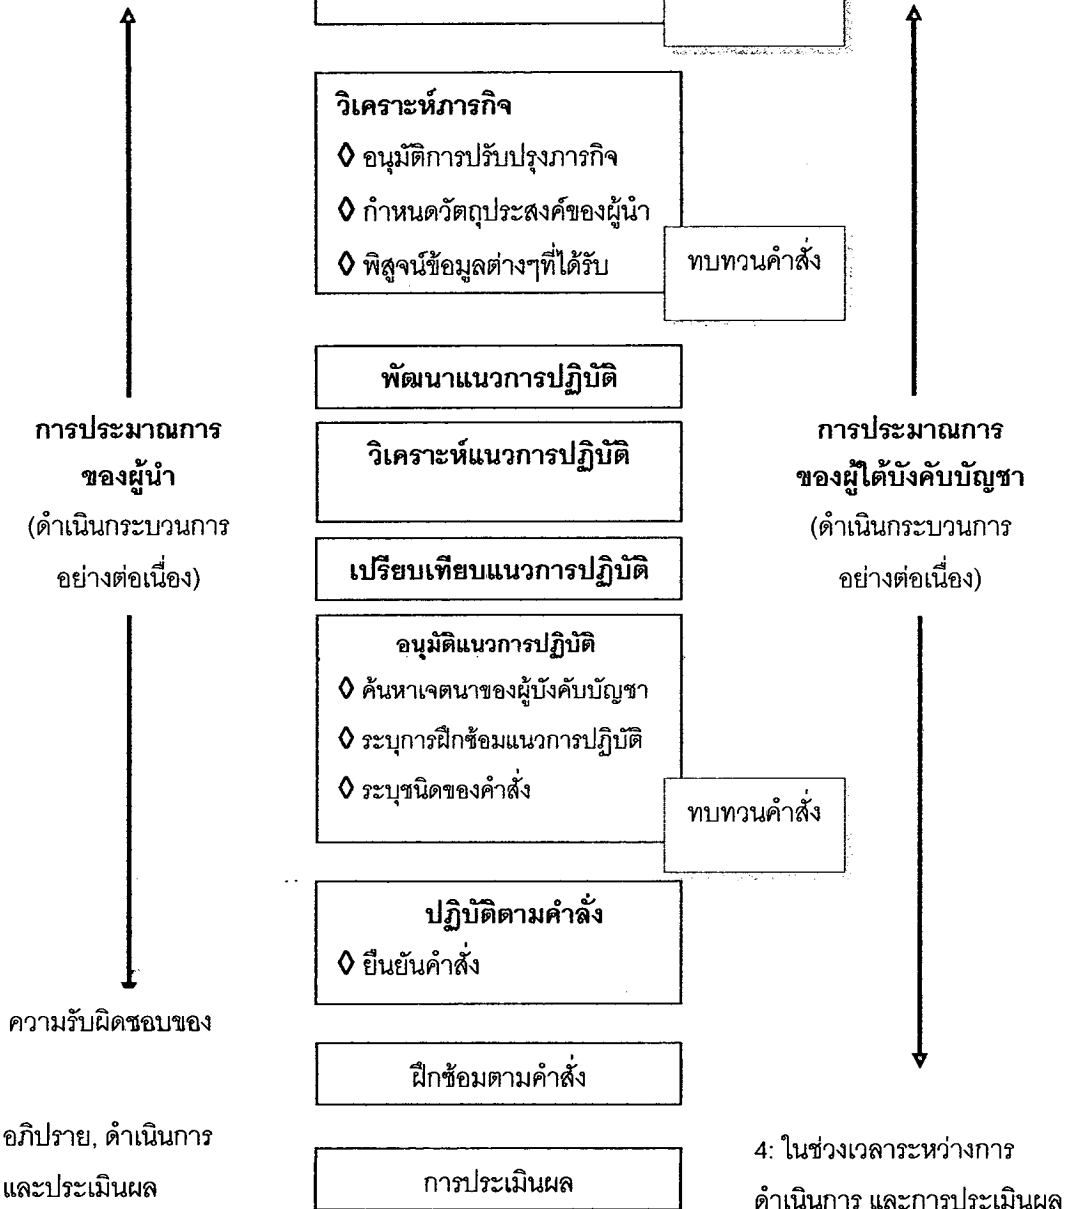 วิเคราะห์ภารกิจ
◊ อนุมัติการปรับปรุงภารกิจ
◊ กำหนดวัตถุประสงค์ของผู้นำ
◊ พิสูจน์ข้อมูลต่างๆที่ได้รับ
ทบทวนคำสั่ง
พัฒนาแนวการปฏิบัติ
การประมาณการ
ของผู้นำ
(ดำเนินกระบวนการ
อย่างต่อเนื่อง)
วิเคราะห์แนวการปฏิบัติ
การประมาณการ
ของผู้ใต้บังคับบัญชา
(ดำเนินกระบวนการ
อย่างต่อเนื่อง)
เปรียบเทียบแนวการปฏิบัติ
อนุมัติแนวการปฏิบัติ
◊ ค้นหาเจตนาของผู้บังคับบัญชา
◊ ระบุการฝึกซ้อมแนวการปฏิบัติ
◊ ระบุชนิดของคำสั่ง
ทบทวนคำสั่ง
ปฏิบัติตามคำสั่ง
◊ ยืนยันคำสั่ง
ความรับผิดชอบของ
ฝึกซ้อมตามคำสั่ง
อภิปราย, ดำเนินการ
และประเมินผล
การประเมินผล
4: ในช่วงเวลาระหว่างการ
ดำเนินการ และการประเมินผล